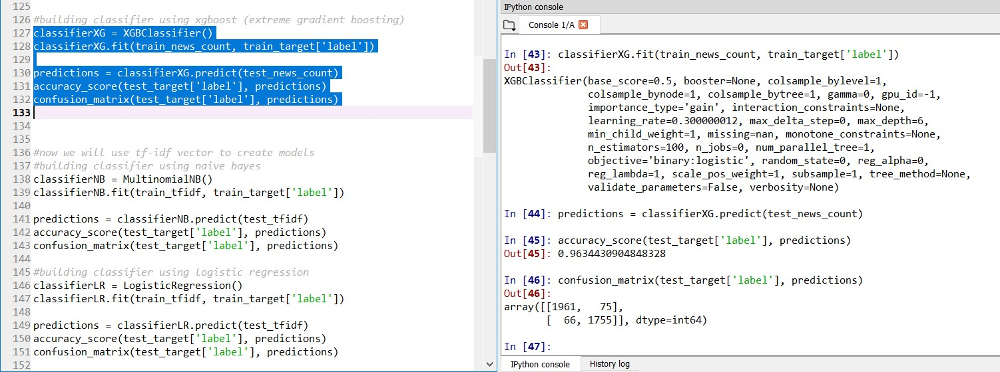 125
126 #building classifier using xgboost (extreme gradient boosting)
127 classifierXG = XGBClassifier()
128 classifierXG.fit(train_news_count, train_target['label'])
129
130 predictions = classifierXG.predict(test_news_count)
131 accuracy_score(test_target['label'], predictions)
132 confusion_matrix(test_target['label'], predictions)
133
134
135
136 #now we will use tf-idf vector to create models
137 #building classifier using naive bayes
138 classifierNB = MultinomialNB()
139 classifierNB.fit(train_tfidf, train_target['label'])
140
141 predictions = classifierNB.predict(test_tfidf)
142 accuracy_score(test_target['label'], predictions)
143 confusion_matrix(test_target['label'], predictions)
144
145 #building classifier using logistic regression
146 classifierLR = LogisticRegression()
147 classifierLR.fit(train_tfidf, train_target['label'])
148
149 predictions = classifierLR.predict(test_tfidf)
150 accuracy_score(test_target['label'], predictions)
151 confusion_matrix(test_target['label'], predictions)
152
IPython console
Console 1/A
In [43]: classifierXG.fit(train_news_count, train_target['label'])
Out[43]:
XGBClassifier(base_score=0.5, booster=None, colsample_bylevel=1,
colsample_bynode=1, colsample_bytree=1, gamma=0, gpu_id=-1,
importance_type='gain', interaction_constraints=None,
learning_rate=0.300000012, max_delta_step=0, max_depth=6,
min_child_weight=1, missing=nan, monotone_constraints=None,
n_estimators=100, n_jobs=0, num_parallel_tree=1,
objective='binary:logistic', random_state=0, reg_alpha=0,
reg_lambda=1, scale_pos_weight=1, subsample=1, tree_method=None,
validate_parameters=False, verbosity=None)
In [44]: predictions = classifierXG.predict(test_news_count)
In [45]: accuracy_score(test_target['label'], predictions)
Out[45]: 0.9634430904848328
In [46]: confusion_matrix(test_target['label'], predictions)
Out[46]:
array([[1961, 75],
[ 66, 1755]], dtype=int64)
In [47]:
IPython console History log